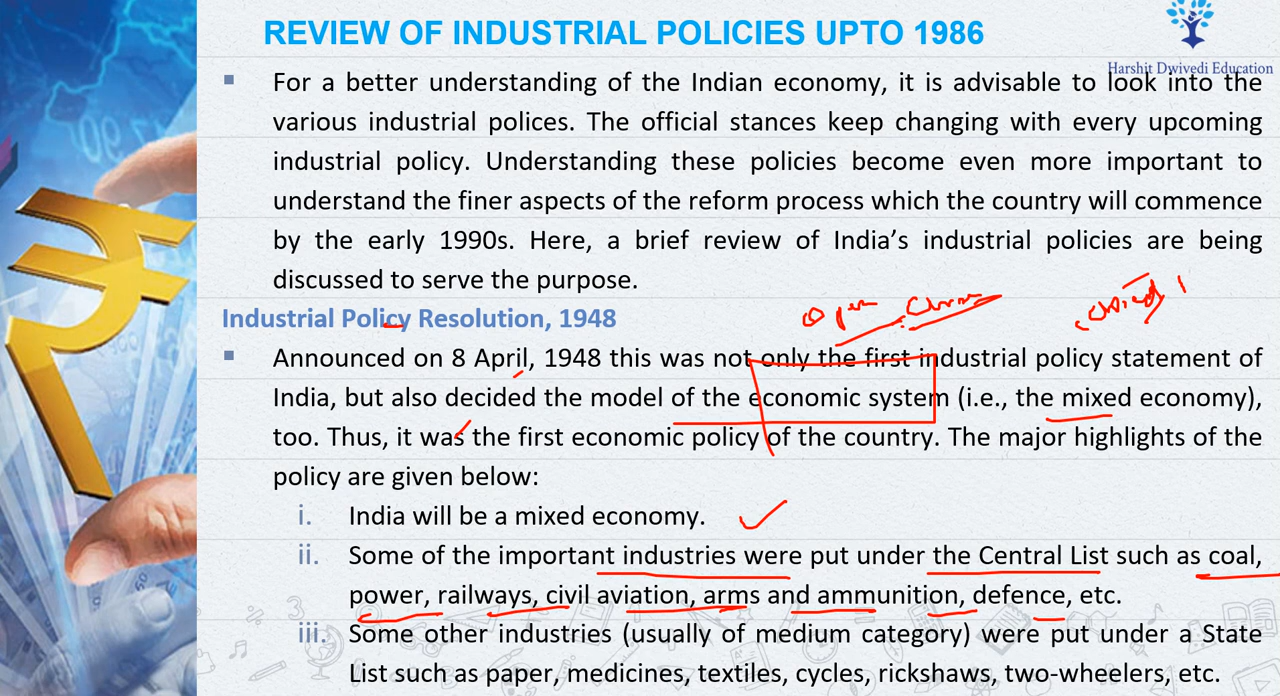 REVIEW OF INDUSTRIAL POLICIES UPTO 1986
Harshit Dwivedi Education
▪ For a better understanding of the Indian economy, it is advisable to look into the
various industrial polices. The official stances keep changing with every upcoming
industrial policy. Understanding these policies become even more important to
understand the finer aspects of the reform process which the country will commence
by the early 1990s. Here, a brief review of India’s industrial policies are being
discussed to serve the purpose.
Open
Industrial Policy Resolution, 1948
▪ Announced on 8 April, 1948 this was not only the first industrial policy statement of
India, but also decided the model of the economic system (i.e., the mixed economy),
too. Thus, it was the first economic policy of the country. The major highlights of the
policy are given below:
i. India will be a mixed economy.
ii. Some of the important industries were put under the Central List such as coal,
power, railways, civil aviation, arms and ammunition, defence, etc.
iii. Some other industries (usually of medium category) were put under a State
List such as paper, medicines, textiles, cycles, rickshaws, two-wheelers, etc.